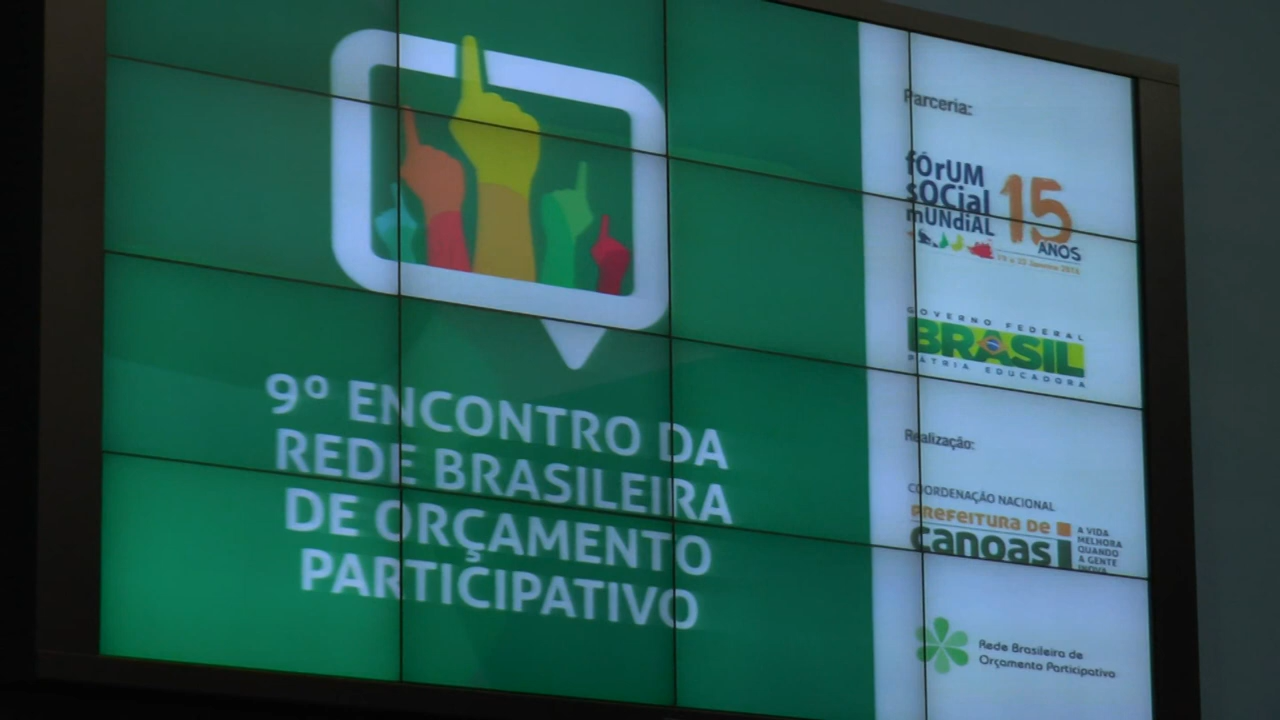 9º ENCONTRO DA
REDE BRASILEIRA
DE ORÇAMENTO
PARTICIPATIVO
Parceria:
fÓrUM
sOCial
mUNdiAL
15
ANOS
GOVERNO FEDERAL
BRASIL
PÁTRIA EDUCADORA
Realização:
COORDENAÇÃO NACIONAL
PREFEITURA DE
canoas
A VIDA
MELHORA
QUANDO
A GENTE
INOVA
Rede Brasileira de
Orçamento Participativo